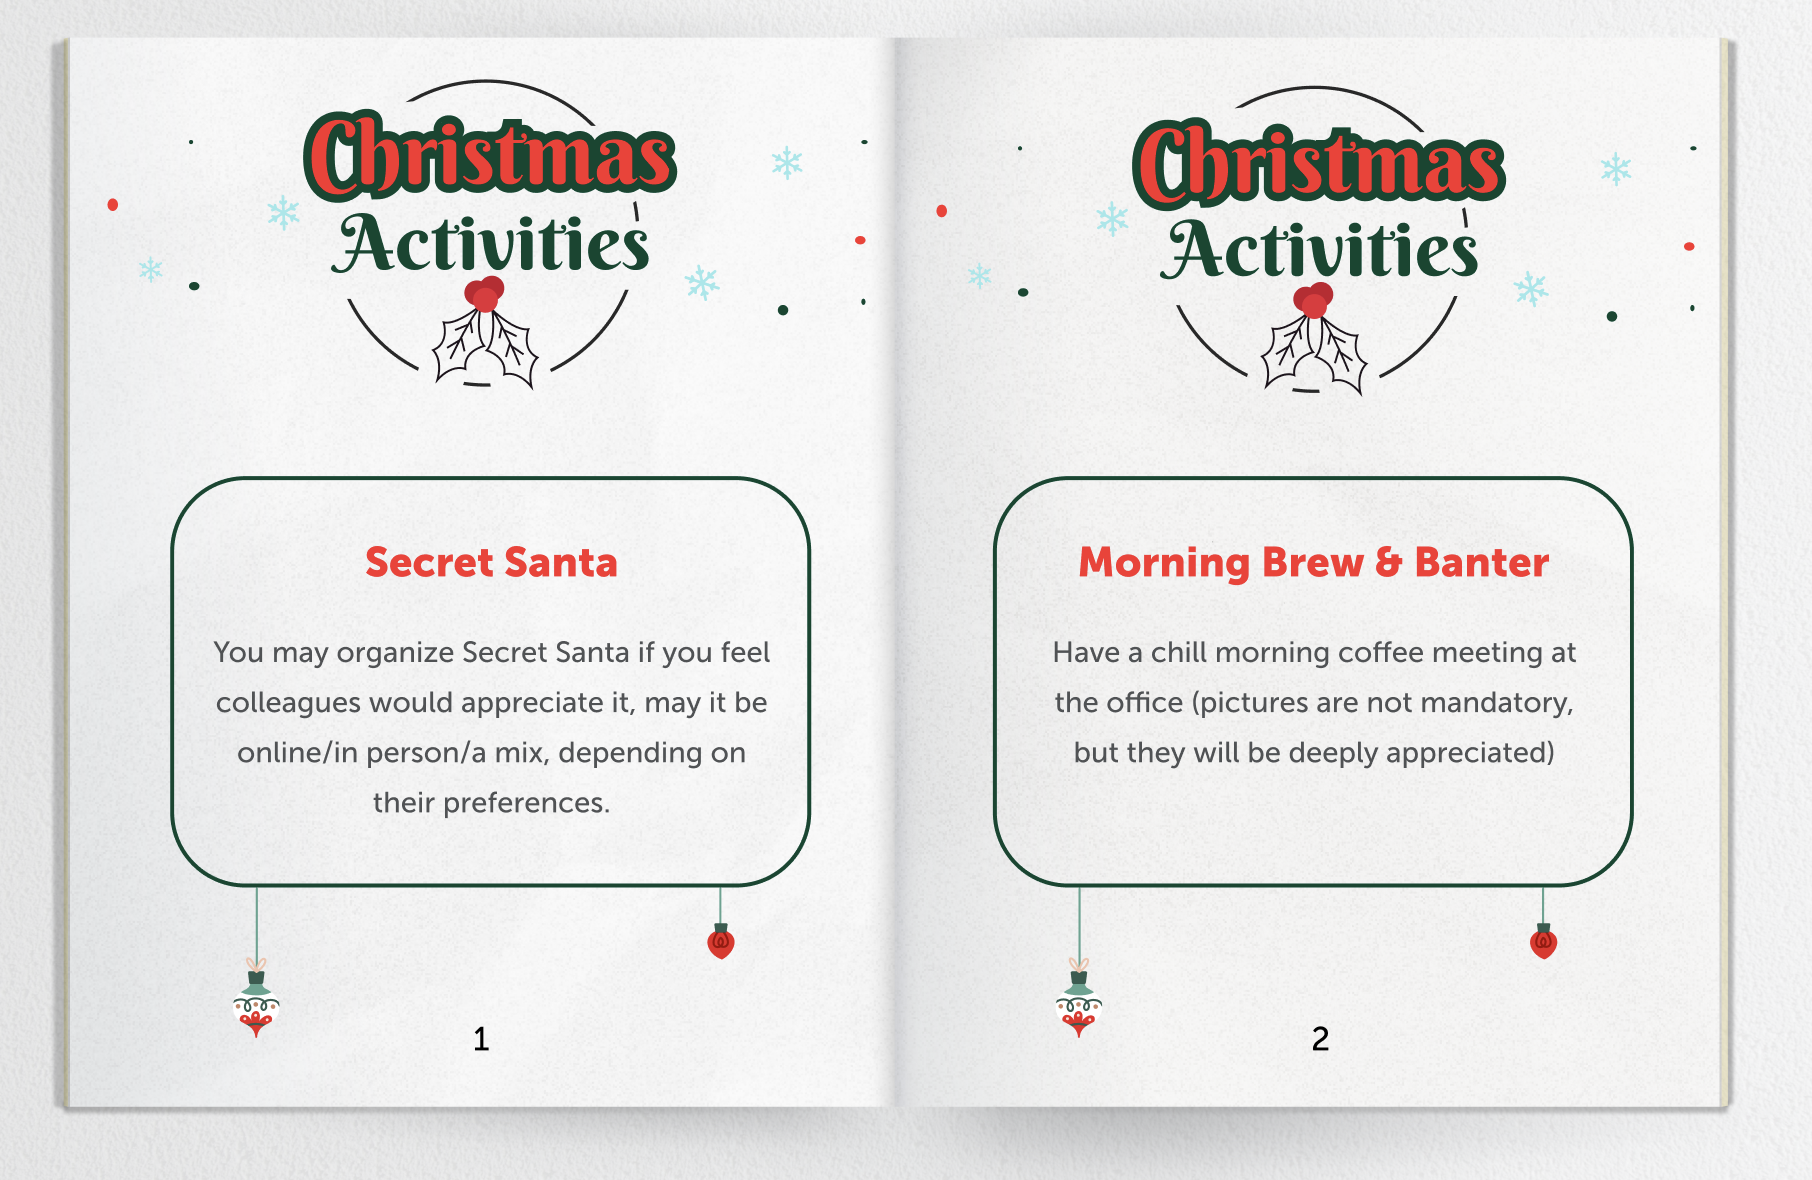 Christmas
Activities
Secret Santa
You may organize Secret Santa if you feel
colleagues would appreciate it, may it be
online/in person/a mix, depending on
their preferences.
1
Christmas
Activities
Morning Brew & Banter
Have a chill morning coffee meeting at
the office (pictures are not mandatory,
but they will be deeply appreciated)
2